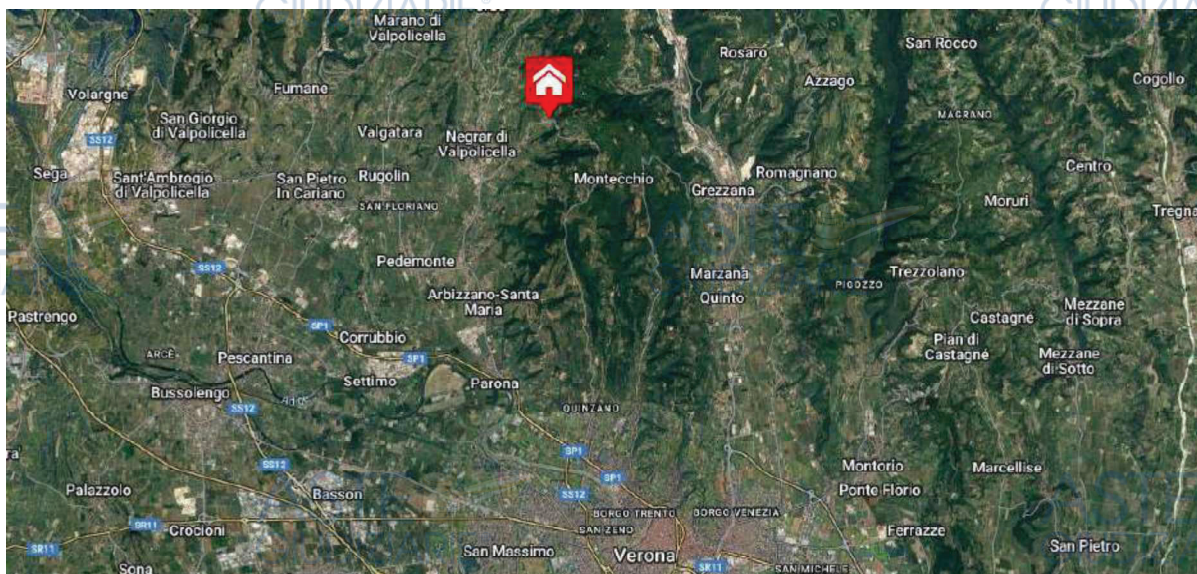 Marano di
Valpolicella
Rosaro
San Rocco
Azzago
Cogollo
Volargne
Fumane
San Giorgio
di Valpolicella
SS12
Valgatara
Negrar di
Valpolicella
MAGRANO
Sega
Sant'Ambrogio
di Valpolicella
San Pietro
In Cariano
Rugolin
Montecchio
Grezzana
Romagnano
Centro
Moruri
SAN FLORIANO
Tregna
Pedemonte
SS12
Marzana
Trezzolano
Arbizzano-Santa
Maria
Quinto
PIGOZZO
Pastrengo
SP1
Corrubbio
Castagne
Mezzane
di Sopra
Pian di
Castagnè
ARCÈ
Pescantina
SP1
Mezzane
di Sotto
Bussolengo
Settimo
Parona
SS12
QUINZANO
SS12
SP1
SP1
Montorio
Marcellise
Palazzolo
Basson
SS12
Ponte Florio
SR11
Crocioni
BORGO TRENTO
BORGO VENEZIA
SAN ZENO
Ferrazze
SR11
San Massimo
Verona
SR11
San Pietro
Sona
SAN MICHELE